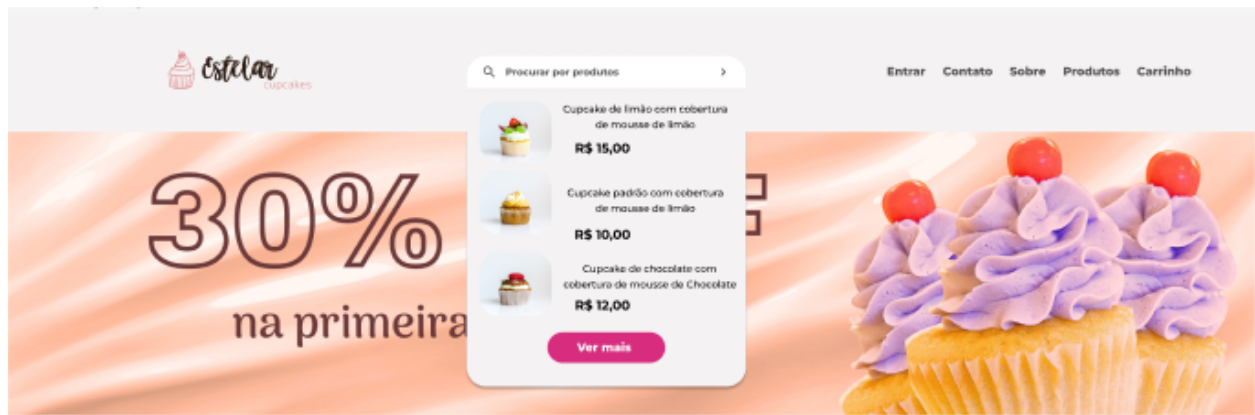 Estelar
cupcakes
Procurar por produtos
Entrar Contato Sobre Produtos Carrinho
Cupcake de limão com cobertura
de mousse de limão
R$ 15,00
Cupcake padrão com cobertura
de mousse de limão
R$ 10,00
Cupcake de chocolate com
cobertura de mousse de Chocolate
R$ 12,00
Ver mais
30% F
na primeira